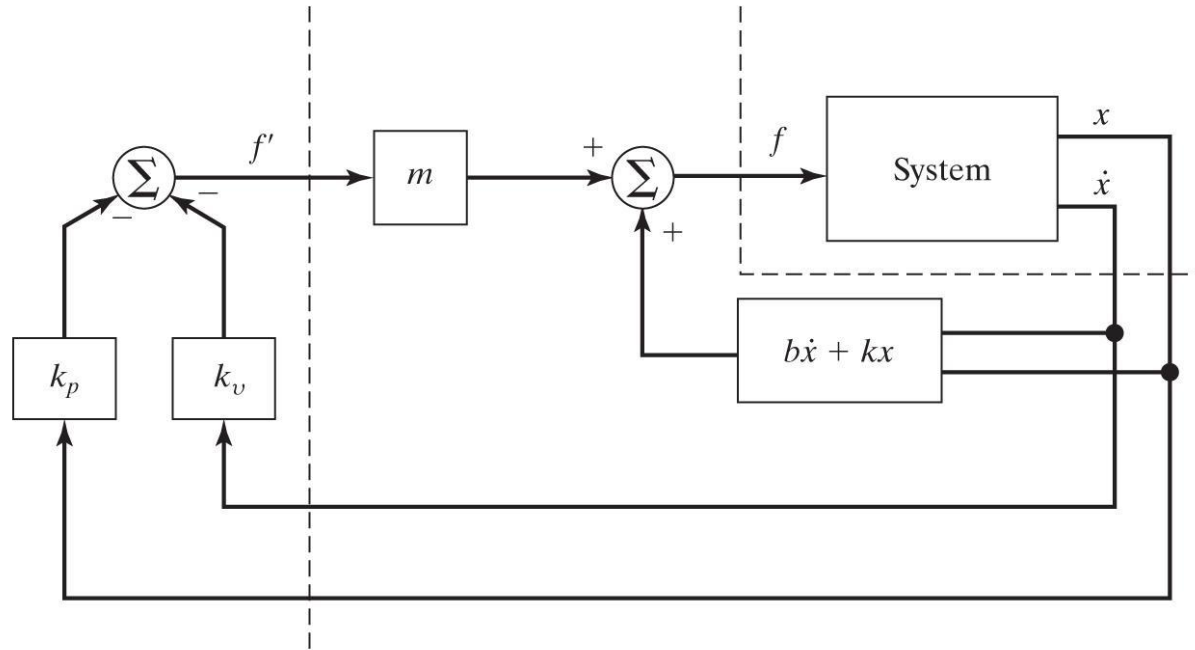 x
f
f′
+
Σ
m
Σ
System
ẋ
−
−
+
bẋ + kx
k_p
k_υ